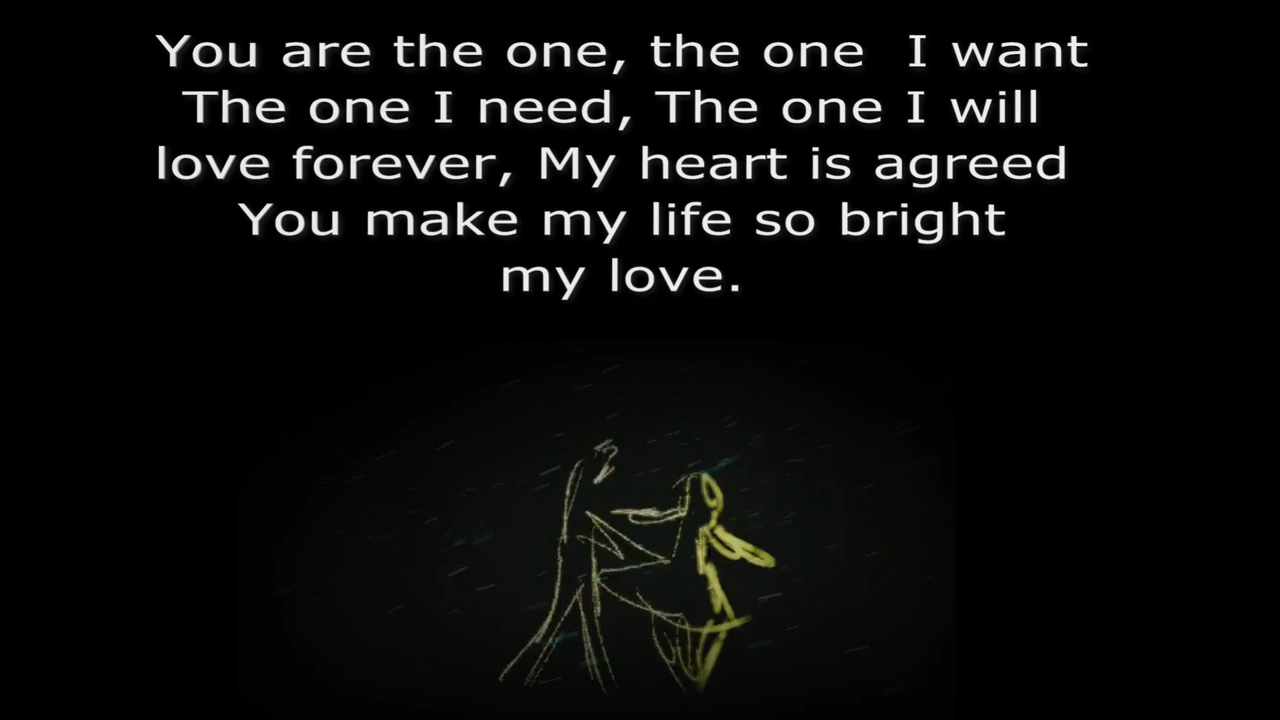 You are the one, the one I want
The one I need, The one I will
love forever, My heart is agreed
You make my life so bright
my love.